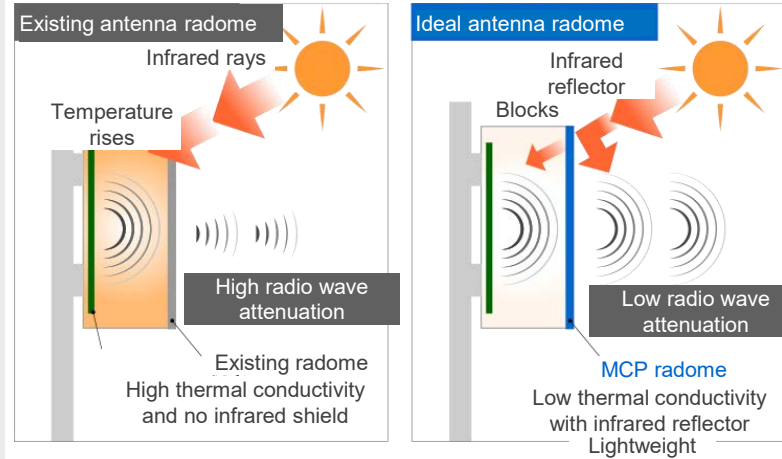 Existing antenna radome
Infrared rays
Temperature
rises
High radio wave
attenuation
Existing radome
High thermal conductivity
and no infrared shield
Ideal antenna radome
Infrared
reflector
Blocks
Low radio wave
attenuation
MCP radome
Low thermal conductivity
with infrared reflector
Lightweight